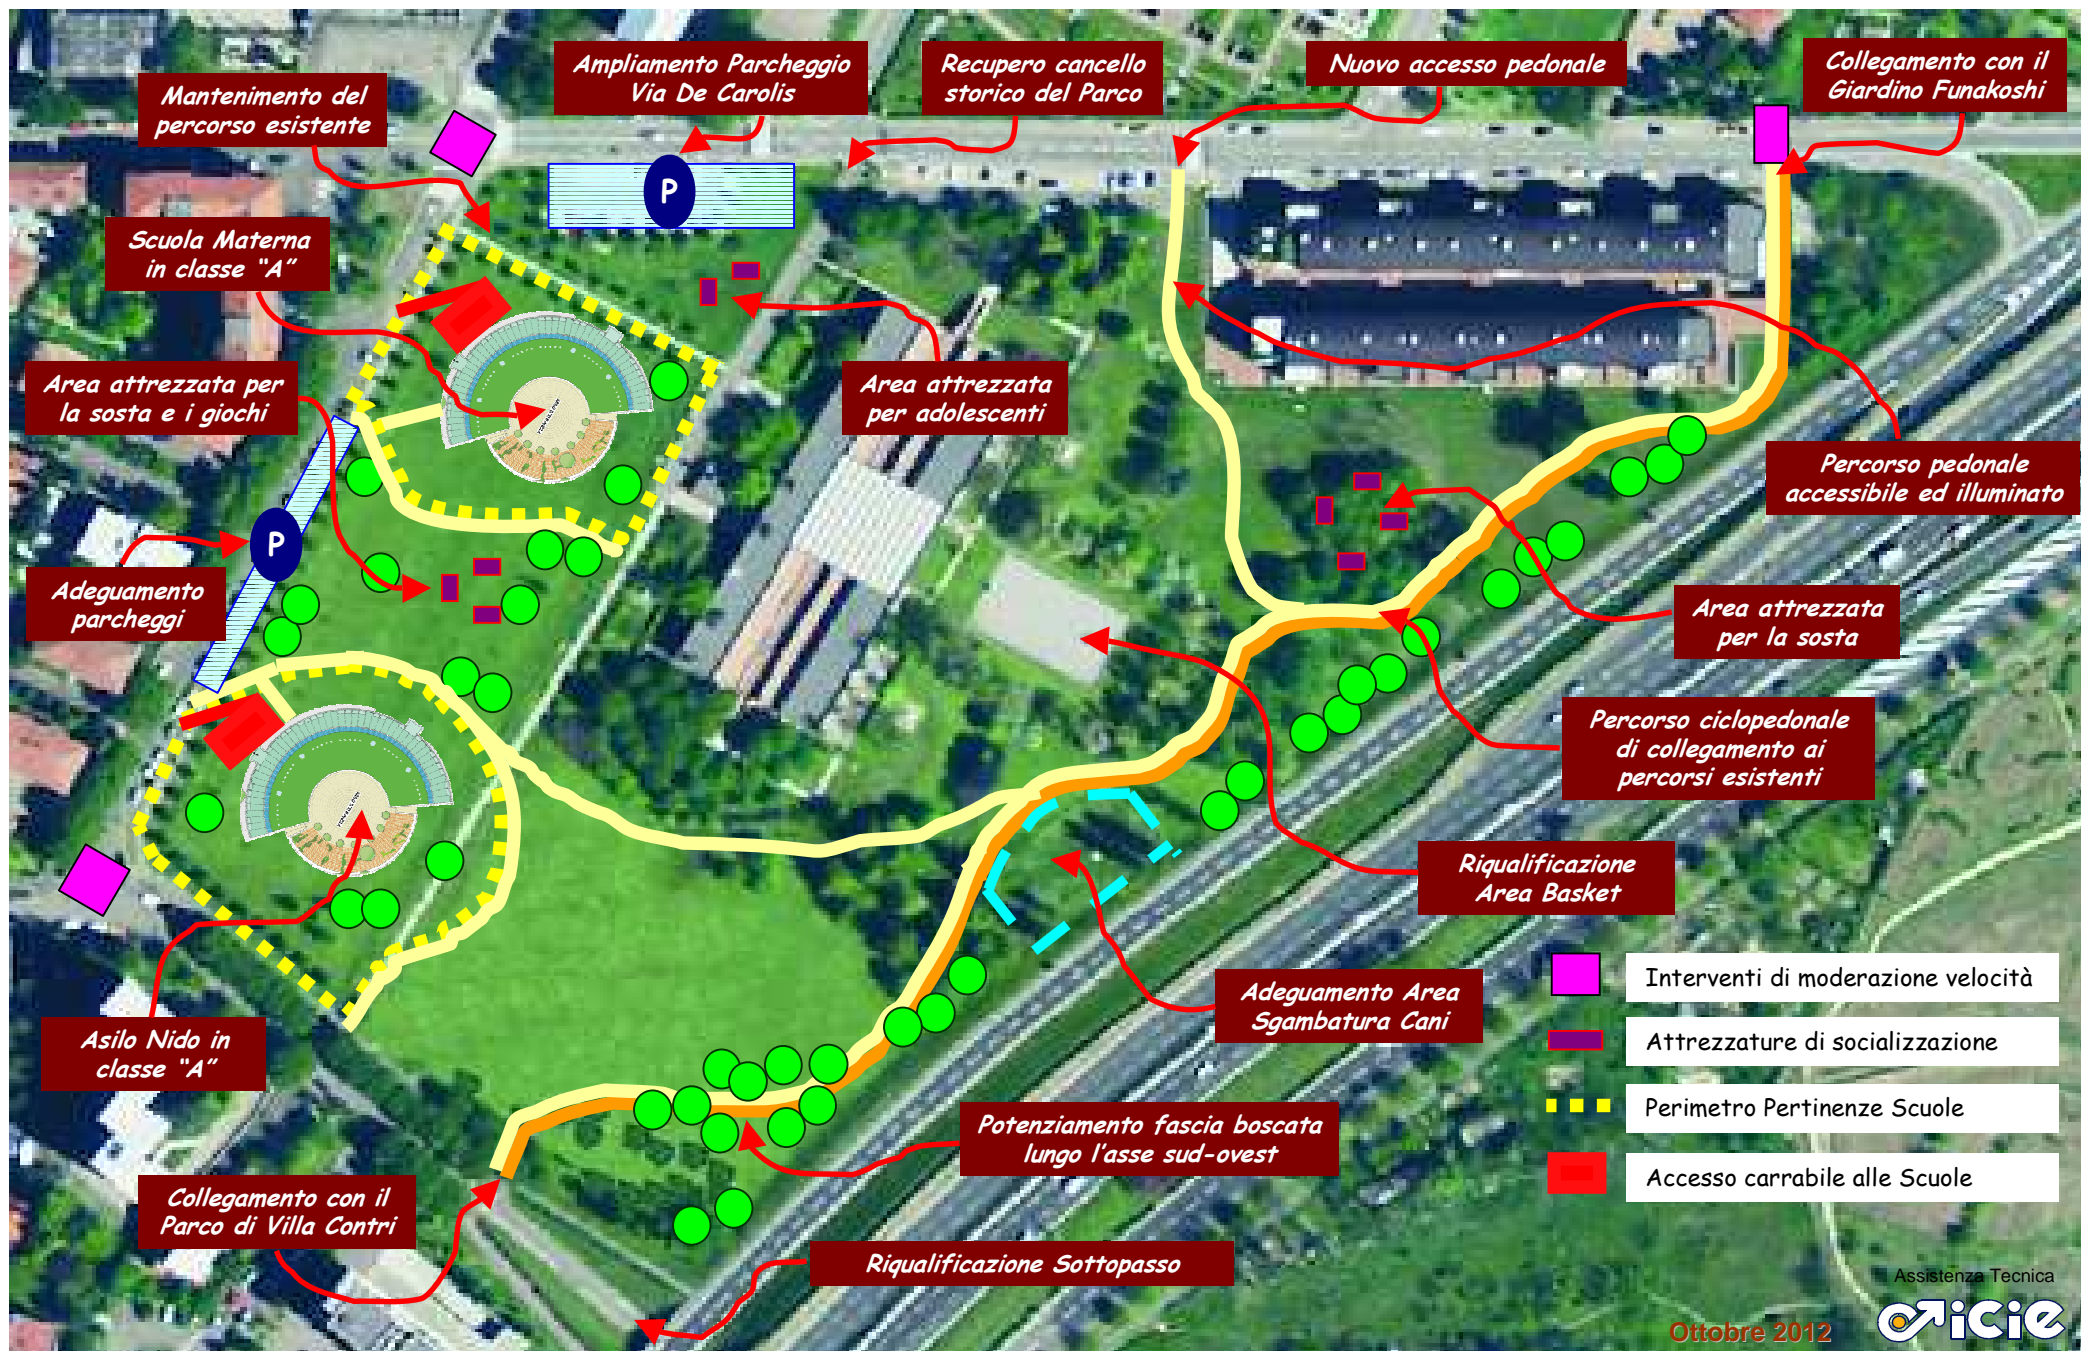 Ampliamento Parcheggio
Via De Carolis
Recupero cancello
storico del Parco
Nuovo accesso pedonale
Collegamento con il
Giardino Funakoshi
Mantenimento del
percorso esistente
P
Scuola Materna
in classe “A”
Area attrezzata per
la sosta e i giochi
Area attrezzata
per adolescenti
Percorso pedonale
accessibile ed illuminato
P
Adeguamento
parcheggi
Area attrezzata
per la sosta
Percorso ciclopedonale
di collegamento ai
percorsi esistenti
Riqualificazione
Area Basket
Adeguamento Area
Sgambatura Cani
Asilo Nido in
classe “A”
Interventi di moderazione velocità
Attrezzature di socializzazione
Perimetro Pertinenze Scuole
Accesso carrabile alle Scuole
Potenziamento fascia boscata
lungo l'asse sud-ovest
Collegamento con il
Parco di Villa Contri
Riqualificazione Sottopasso
Assistenza Tecnica
icie
Ottobre 2012